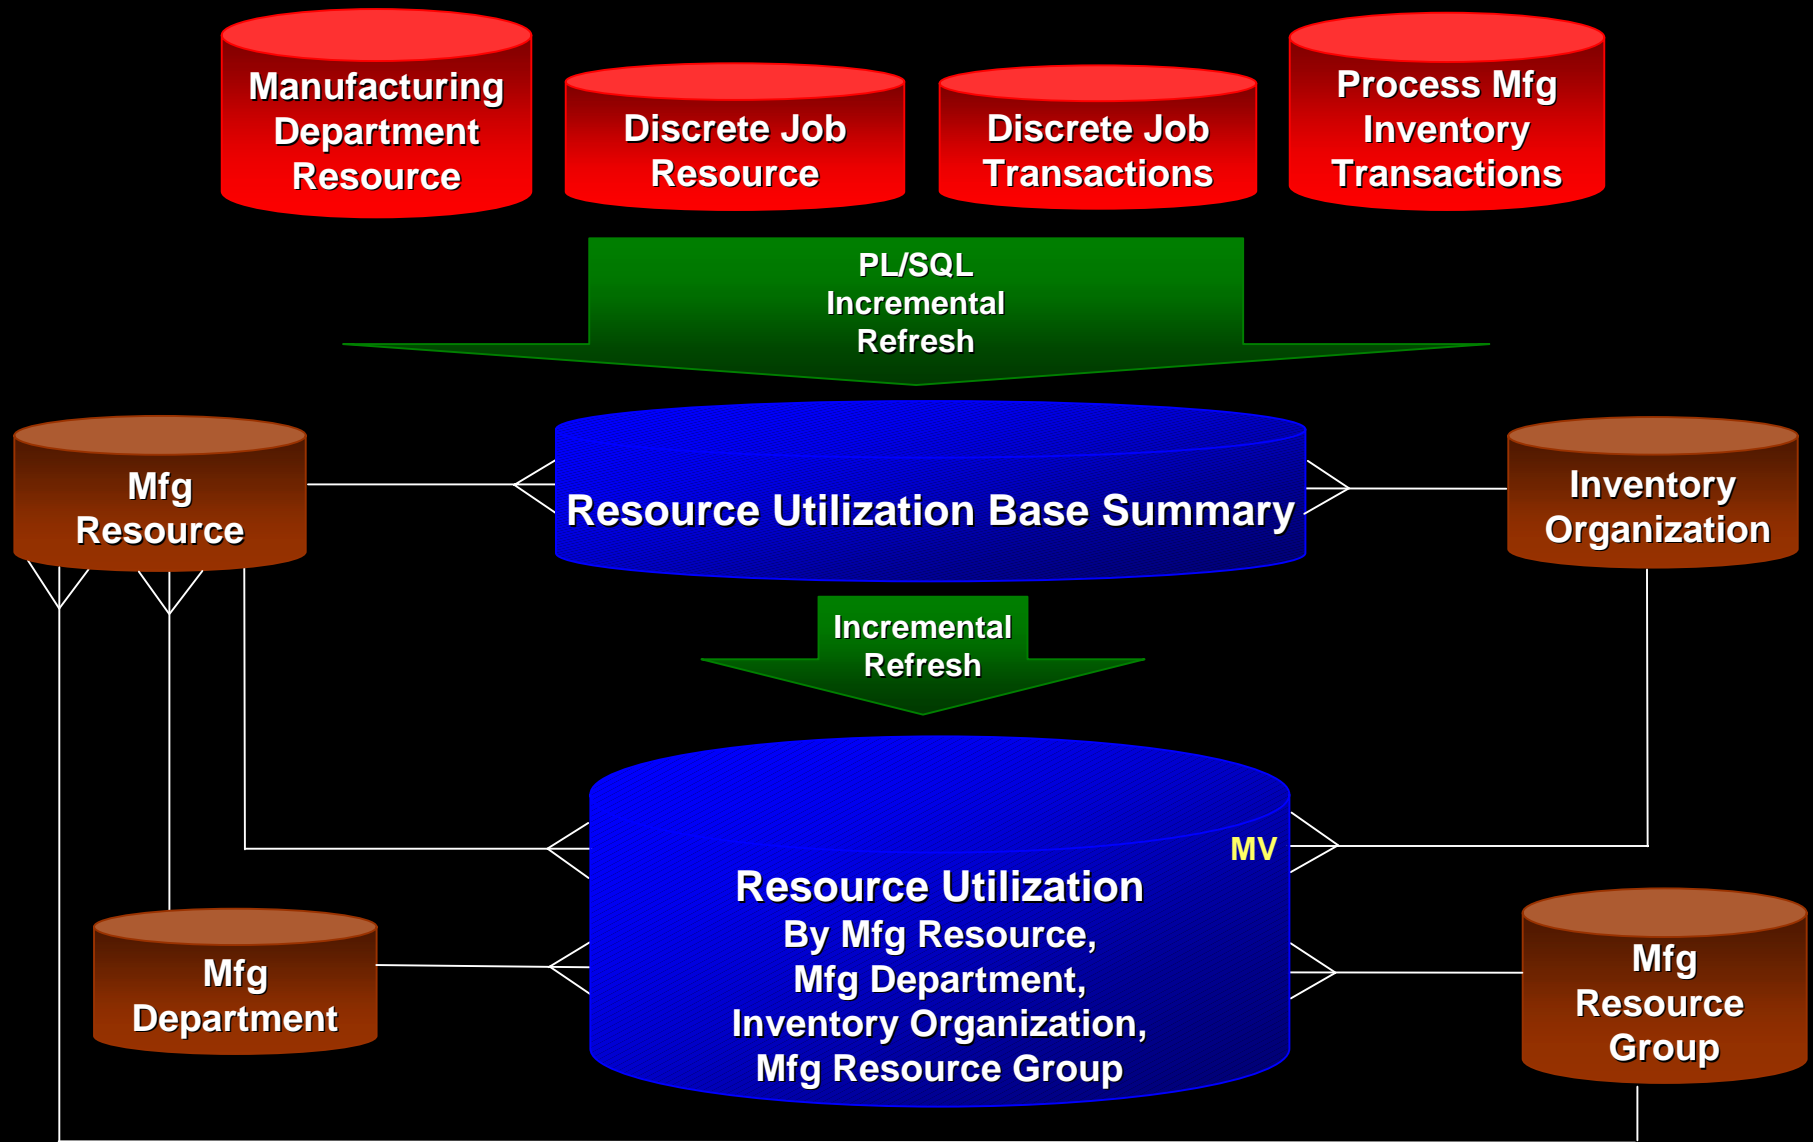 Manufacturing
Department
Resource
Discrete Job
Resource
Discrete Job
Transactions
Process Mfg
Inventory
Transactions
PL/SQL
Incremental
Refresh
Mfg
Resource
Resource Utilization Base Summary
Inventory
Organization
Incremental
Refresh
MV
Resource Utilization
By Mfg Resource,
Mfg Department,
Inventory Organization,
Mfg Resource Group
Mfg
Department
Mfg
Resource
Group